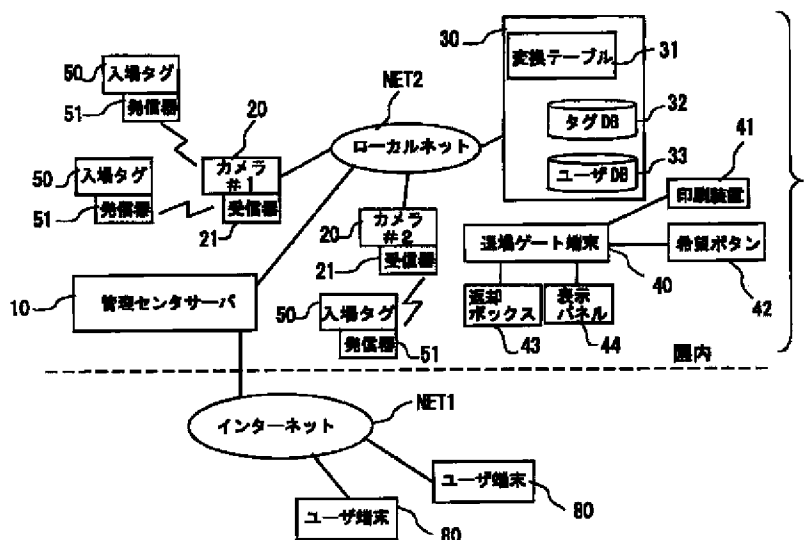 50
入場タグ
51
発信器
20
NET2
30
変換テーブル
31
タグDB
32
ユーザDB
33
ローカルネット
50
入場タグ
51
発信器
カメラ
#1
受信器
21
20
カメラ
#2
21
受信器
41
印刷装置
退場ゲート端末
40
希望ボタン
42
返却
ボックス
43
表示
パネル
44
10
管理センタサーバ
50
入場タグ
発信器
51
園内
NET1
インターネット
ユーザ端末
80
ユーザ端末
80